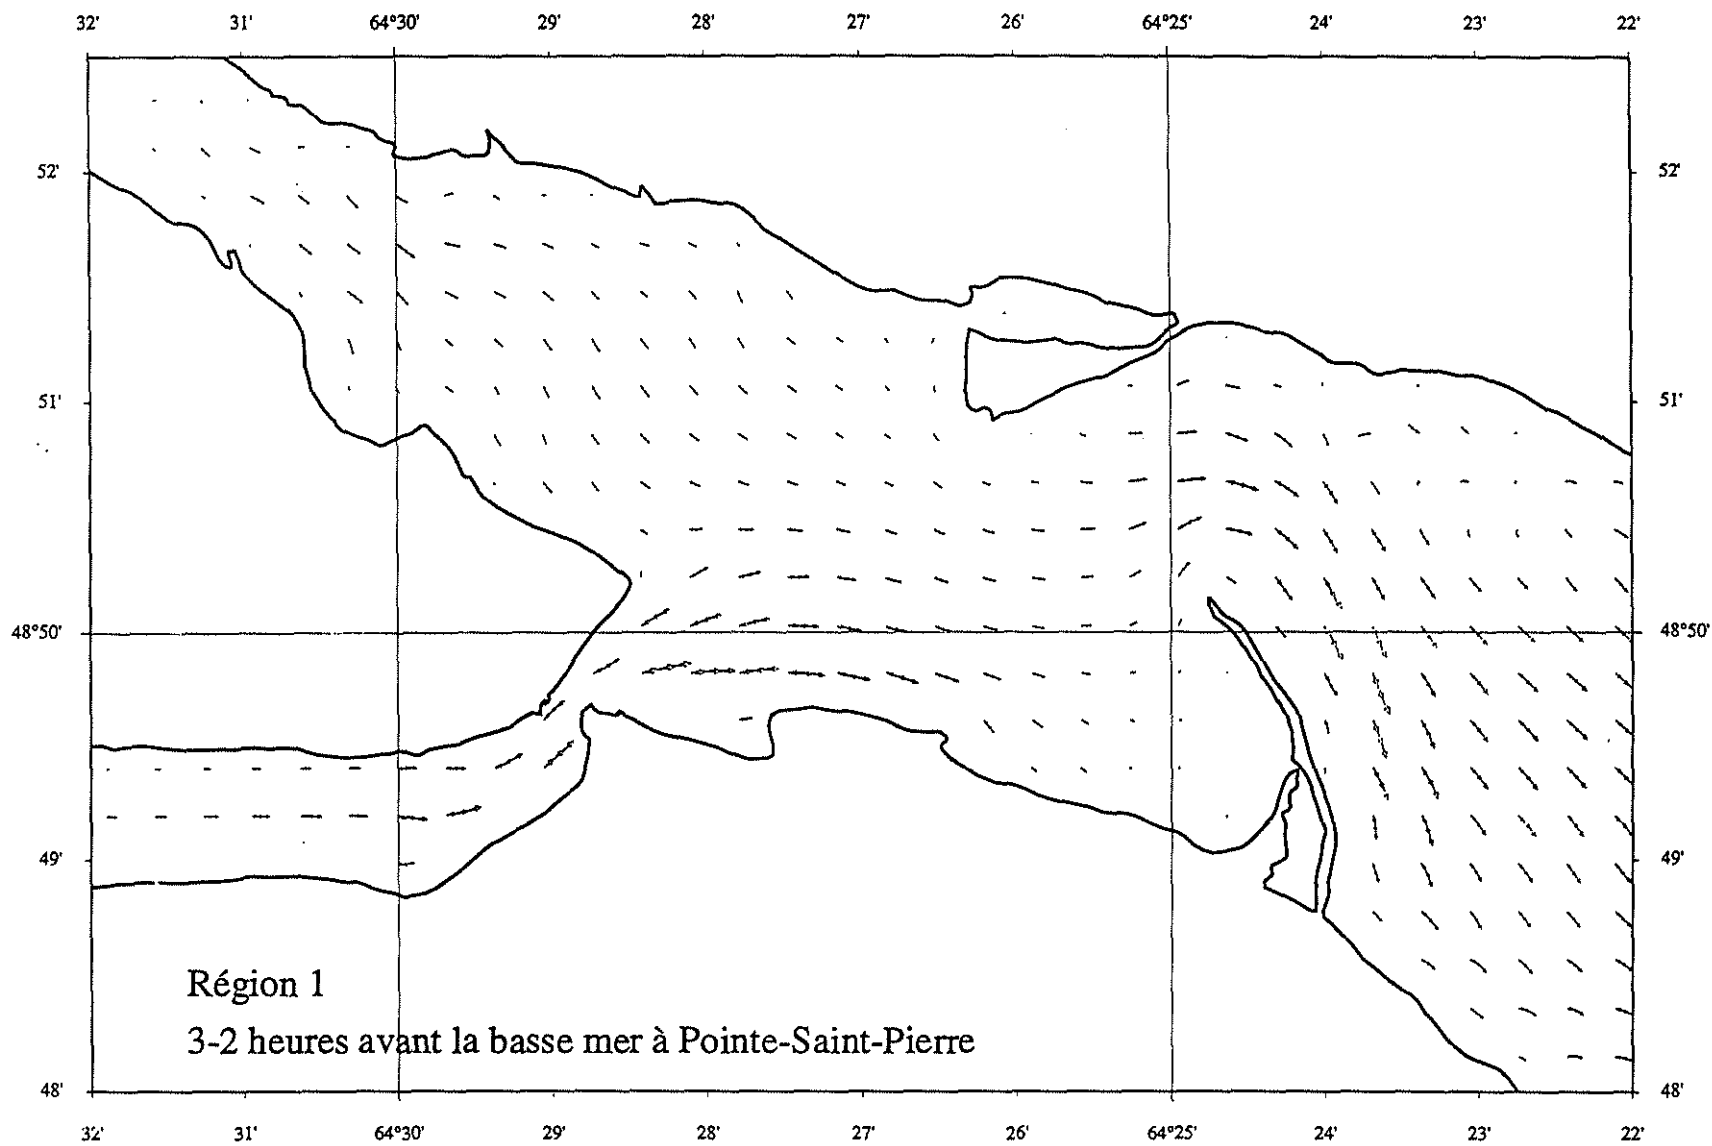 32' 31' 64°30' 29' 28' 27' 26' 64°25' 24' 23' 22'
52' 52'
51' 51'
48°50' 48°50'
49' 49'
Région 1
3-2 heures avant la basse mer à Pointe-Saint-Pierre
48' 48'
32' 31' 64°30' 29' 28' 27' 26' 64°25' 24' 23' 22'